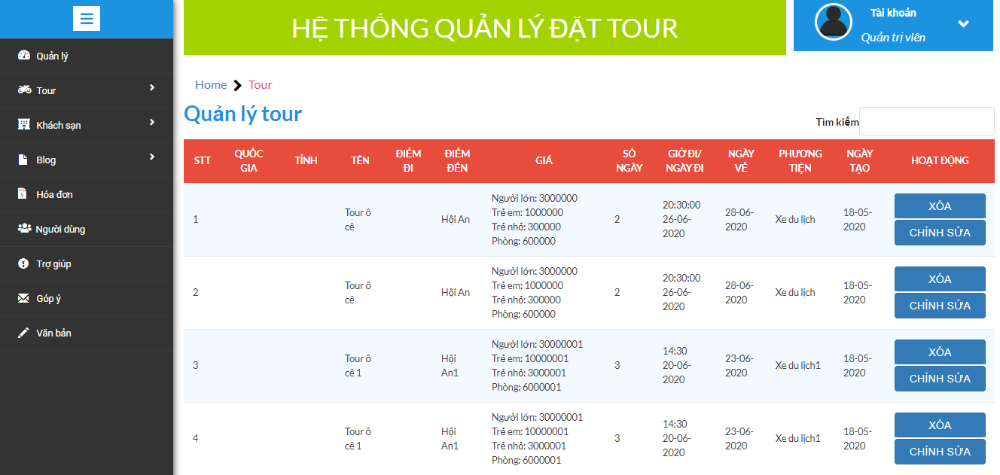 HỆ THỐNG QUẢN LÝ ĐẶT TOUR
Tài khoản
Quản trị viên
Quản lý
Tour
Khách sạn
Blog
Hóa đơn
Người dùng
Trợ giúp
Góp ý
Văn bản
Home Tour
Quản lý tour
Tìm kiếm
STT QUỐC GIA TỈNH TÊN ĐIỂM ĐI ĐIỂM ĐẾN GIÁ SỐ NGÀY GIỜ ĐI/ NGÀY ĐI NGÀY VỀ PHƯƠNG TIỆN NGÀY TẠO HOẠT ĐỘNG
1
Tour ô
cê
Hội An
Người lớn: 3000000
Trẻ em: 1000000
Trẻ nhỏ: 300000
Phòng: 600000
2
20:30:00
26-06-
2020
28-06-
2020
Xe du lịch
18-05-
2020
XÓA
CHỈNH SỬA
2
Tour ô
cê
Hội An
Người lớn: 3000000
Trẻ em: 1000000
Trẻ nhỏ: 300000
Phòng: 600000
2
20:30:00
26-06-
2020
28-06-
2020
Xe du lịch
18-05-
2020
XÓA
CHỈNH SỬA
3
Tour ô
cê 1
Hội
An1
Người lớn: 30000001
Trẻ em: 10000001
Trẻ nhỏ: 3000001
Phòng: 6000001
3
14:30
20-06-
2020
23-06-
2020
Xe du lịch1
18-05-
2020
XÓA
CHỈNH SỬA
4
Tour ô
cê 1
Hội
An1
Người lớn: 30000001
Trẻ em: 10000001
Trẻ nhỏ: 3000001
Phòng: 6000001
3
14:30
20-06-
2020
23-06-
2020
Xe du lịch1
18-05-
2020
XÓA
CHỈNH SỬA